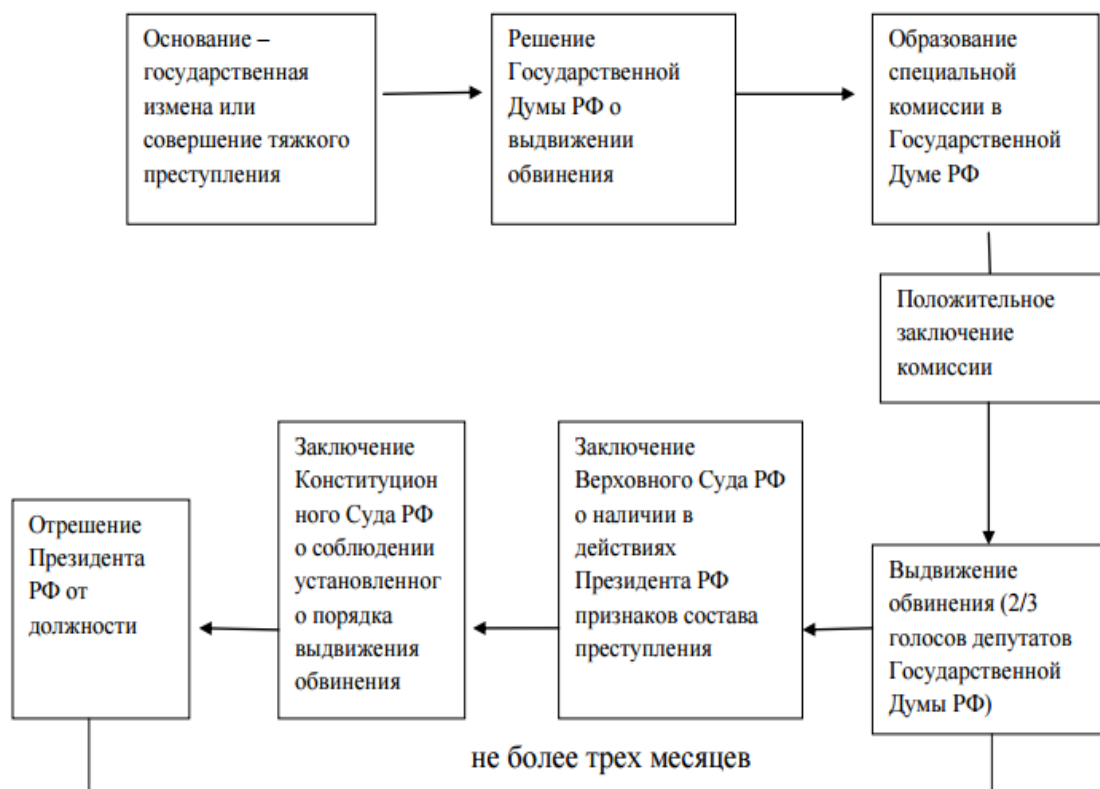 Основание –
государственная
измена или
совершение тяжкого
преступления
Решение
Государственной
Думы РФ о
выдвижении
обвинения
Образование
специальной
комиссии в
Государственной
Думе РФ
Положительное
заключение
комиссии
Выдвижение
обвинения (2/3
голосов депутатов
Государственной
Думы РФ)
Заключение
Верховного Суда РФ
о наличии в
действиях
Президента РФ
признаков состава
преступления
Заключение
Конституцион
ного Суда РФ
о соблюдении
установленног
о порядка
выдвижения
обвинения
Отрешение
Президента
РФ от
должности
не более трех месяцев